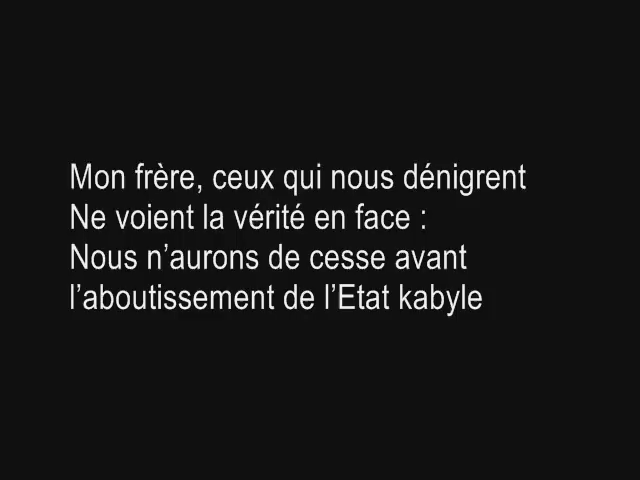 Mon frère, ceux qui nous dénigrent
Ne voient la vérité en face :
Nous n’aurons de cesse avant
l’aboutissement de l’Etat kabyle